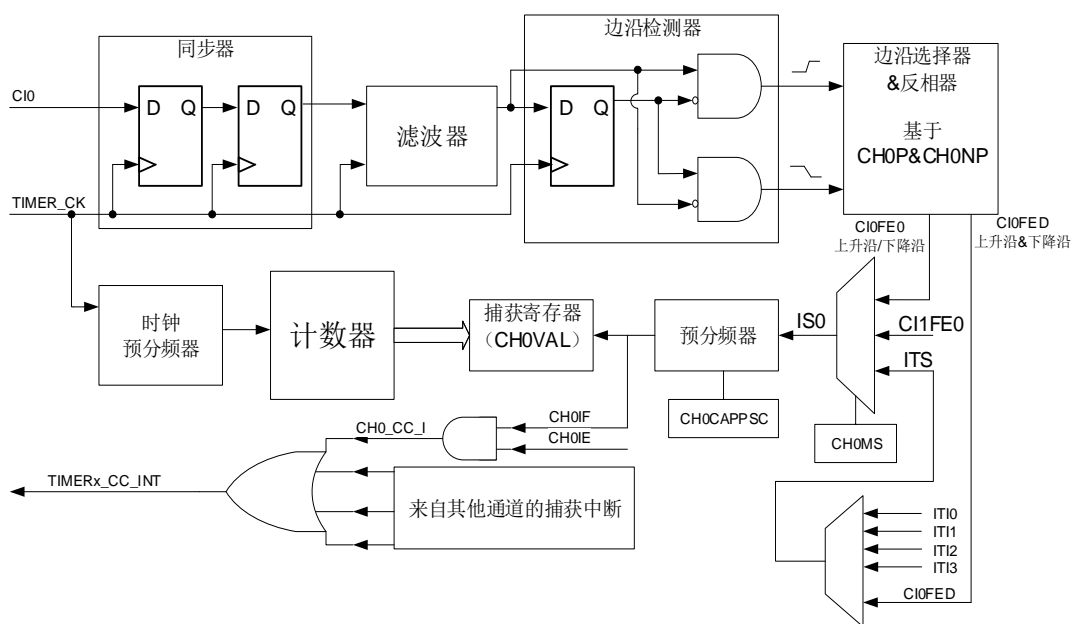 同步器
边沿检测器
CI0
D Q
D Q
滤波器
D Q
边沿选择器
&反相器
基于
CH0P&CH0NP
TIMER_CK
CI0FE0
上升沿/下降沿
CI0FED
上升沿&下降沿
时钟
预分频器
计数器
捕获寄存器
（CH0VAL）
预分频器
IS0
CI1FE0
ITS
CH0CAPPSC
CH0MS
CH0_CC_I
CH0IF
CH0IE
TIMERx_CC_INT
来自其他通道的捕获中断
ITI0
ITI1
ITI2
ITI3
CI0FED